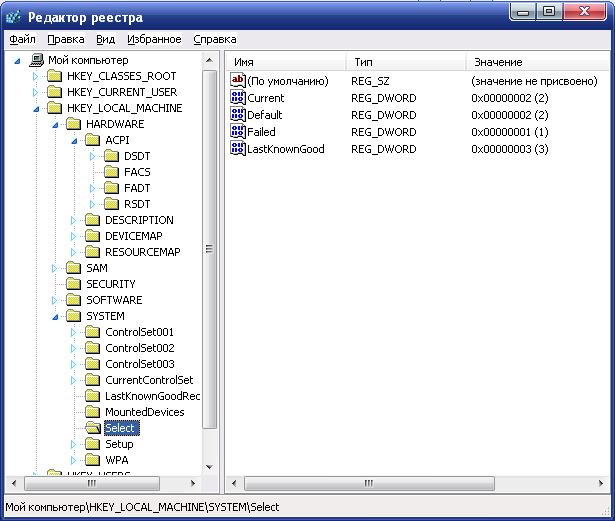 Редактор реестра
Файл Правка Вид Избранное Справка
Мой компьютер
HKEY_CLASSES_ROOT
HKEY_CURRENT_USER
HKEY_LOCAL_MACHINE
HARDWARE
ACPI
DSDT
FACS
FADT
RSDT
DESCRIPTION
DEVICEMAP
RESOURCEMAP
SAM
SECURITY
SOFTWARE
SYSTEM
ControlSet001
ControlSet002
ControlSet003
CurrentControlSet
LastKnownGoodRec
MountedDevices
Select
Setup
WPA
HKEY_USERS
Имя Тип Значение
ab (По умолчанию) REG_SZ (значение не присвоено)
Current REG_DWORD 0x00000002 (2)
Default REG_DWORD 0x00000002 (2)
Failed REG_DWORD 0x00000001 (1)
LastKnownGood REG_DWORD 0x00000003 (3)
Мой компьютер\HKEY_LOCAL_MACHINE\SYSTEM\Select